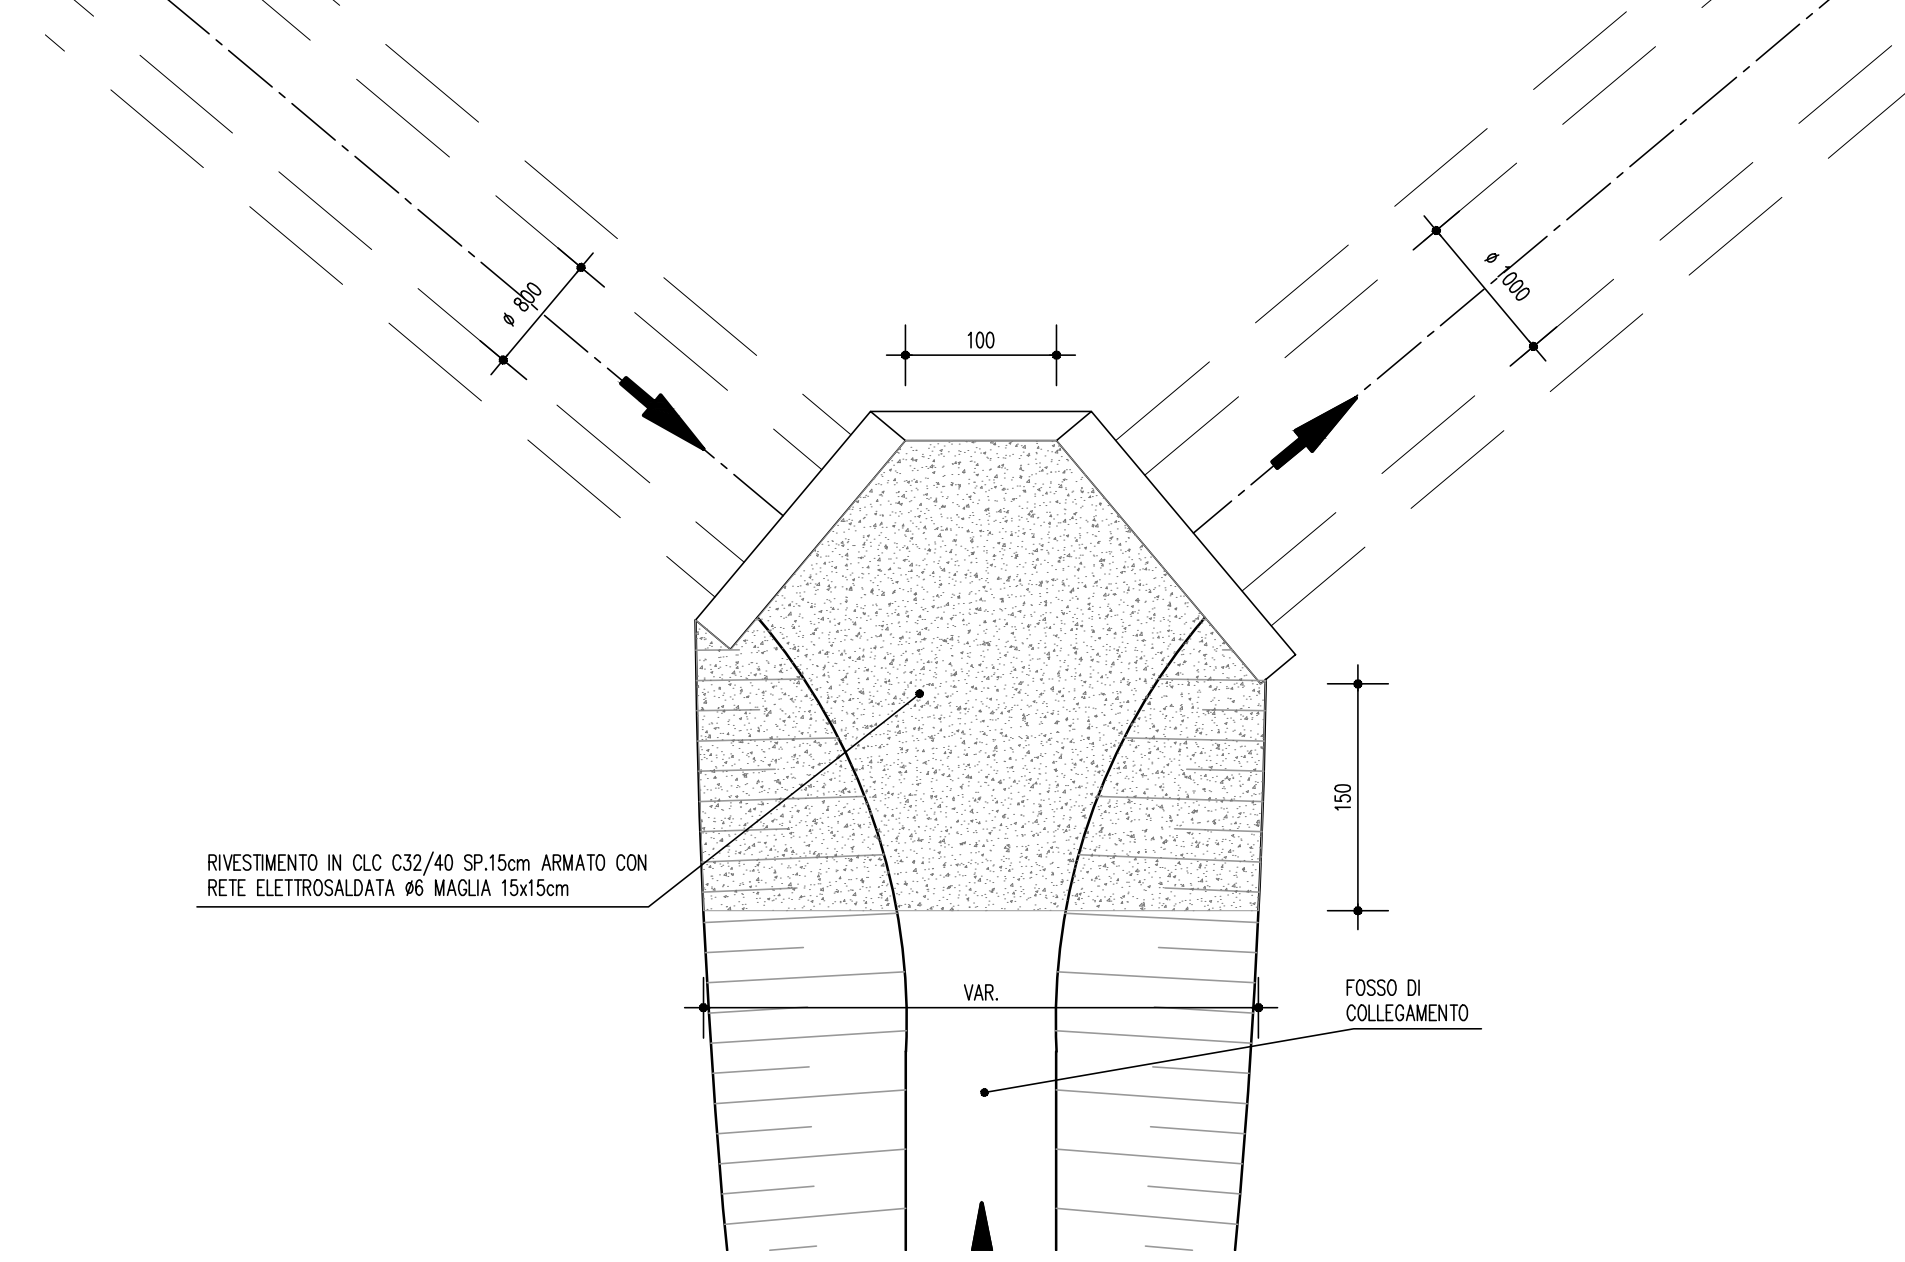 ø 800
ø 1000
100
150
RIVESTIMENTO IN CLC C32/40 SP.15cm ARMATO CON
RETE ELETTROSALDATA ø6 MAGLIA 15x15cm
VAR.
FOSSO DI
COLLEGAMENTO